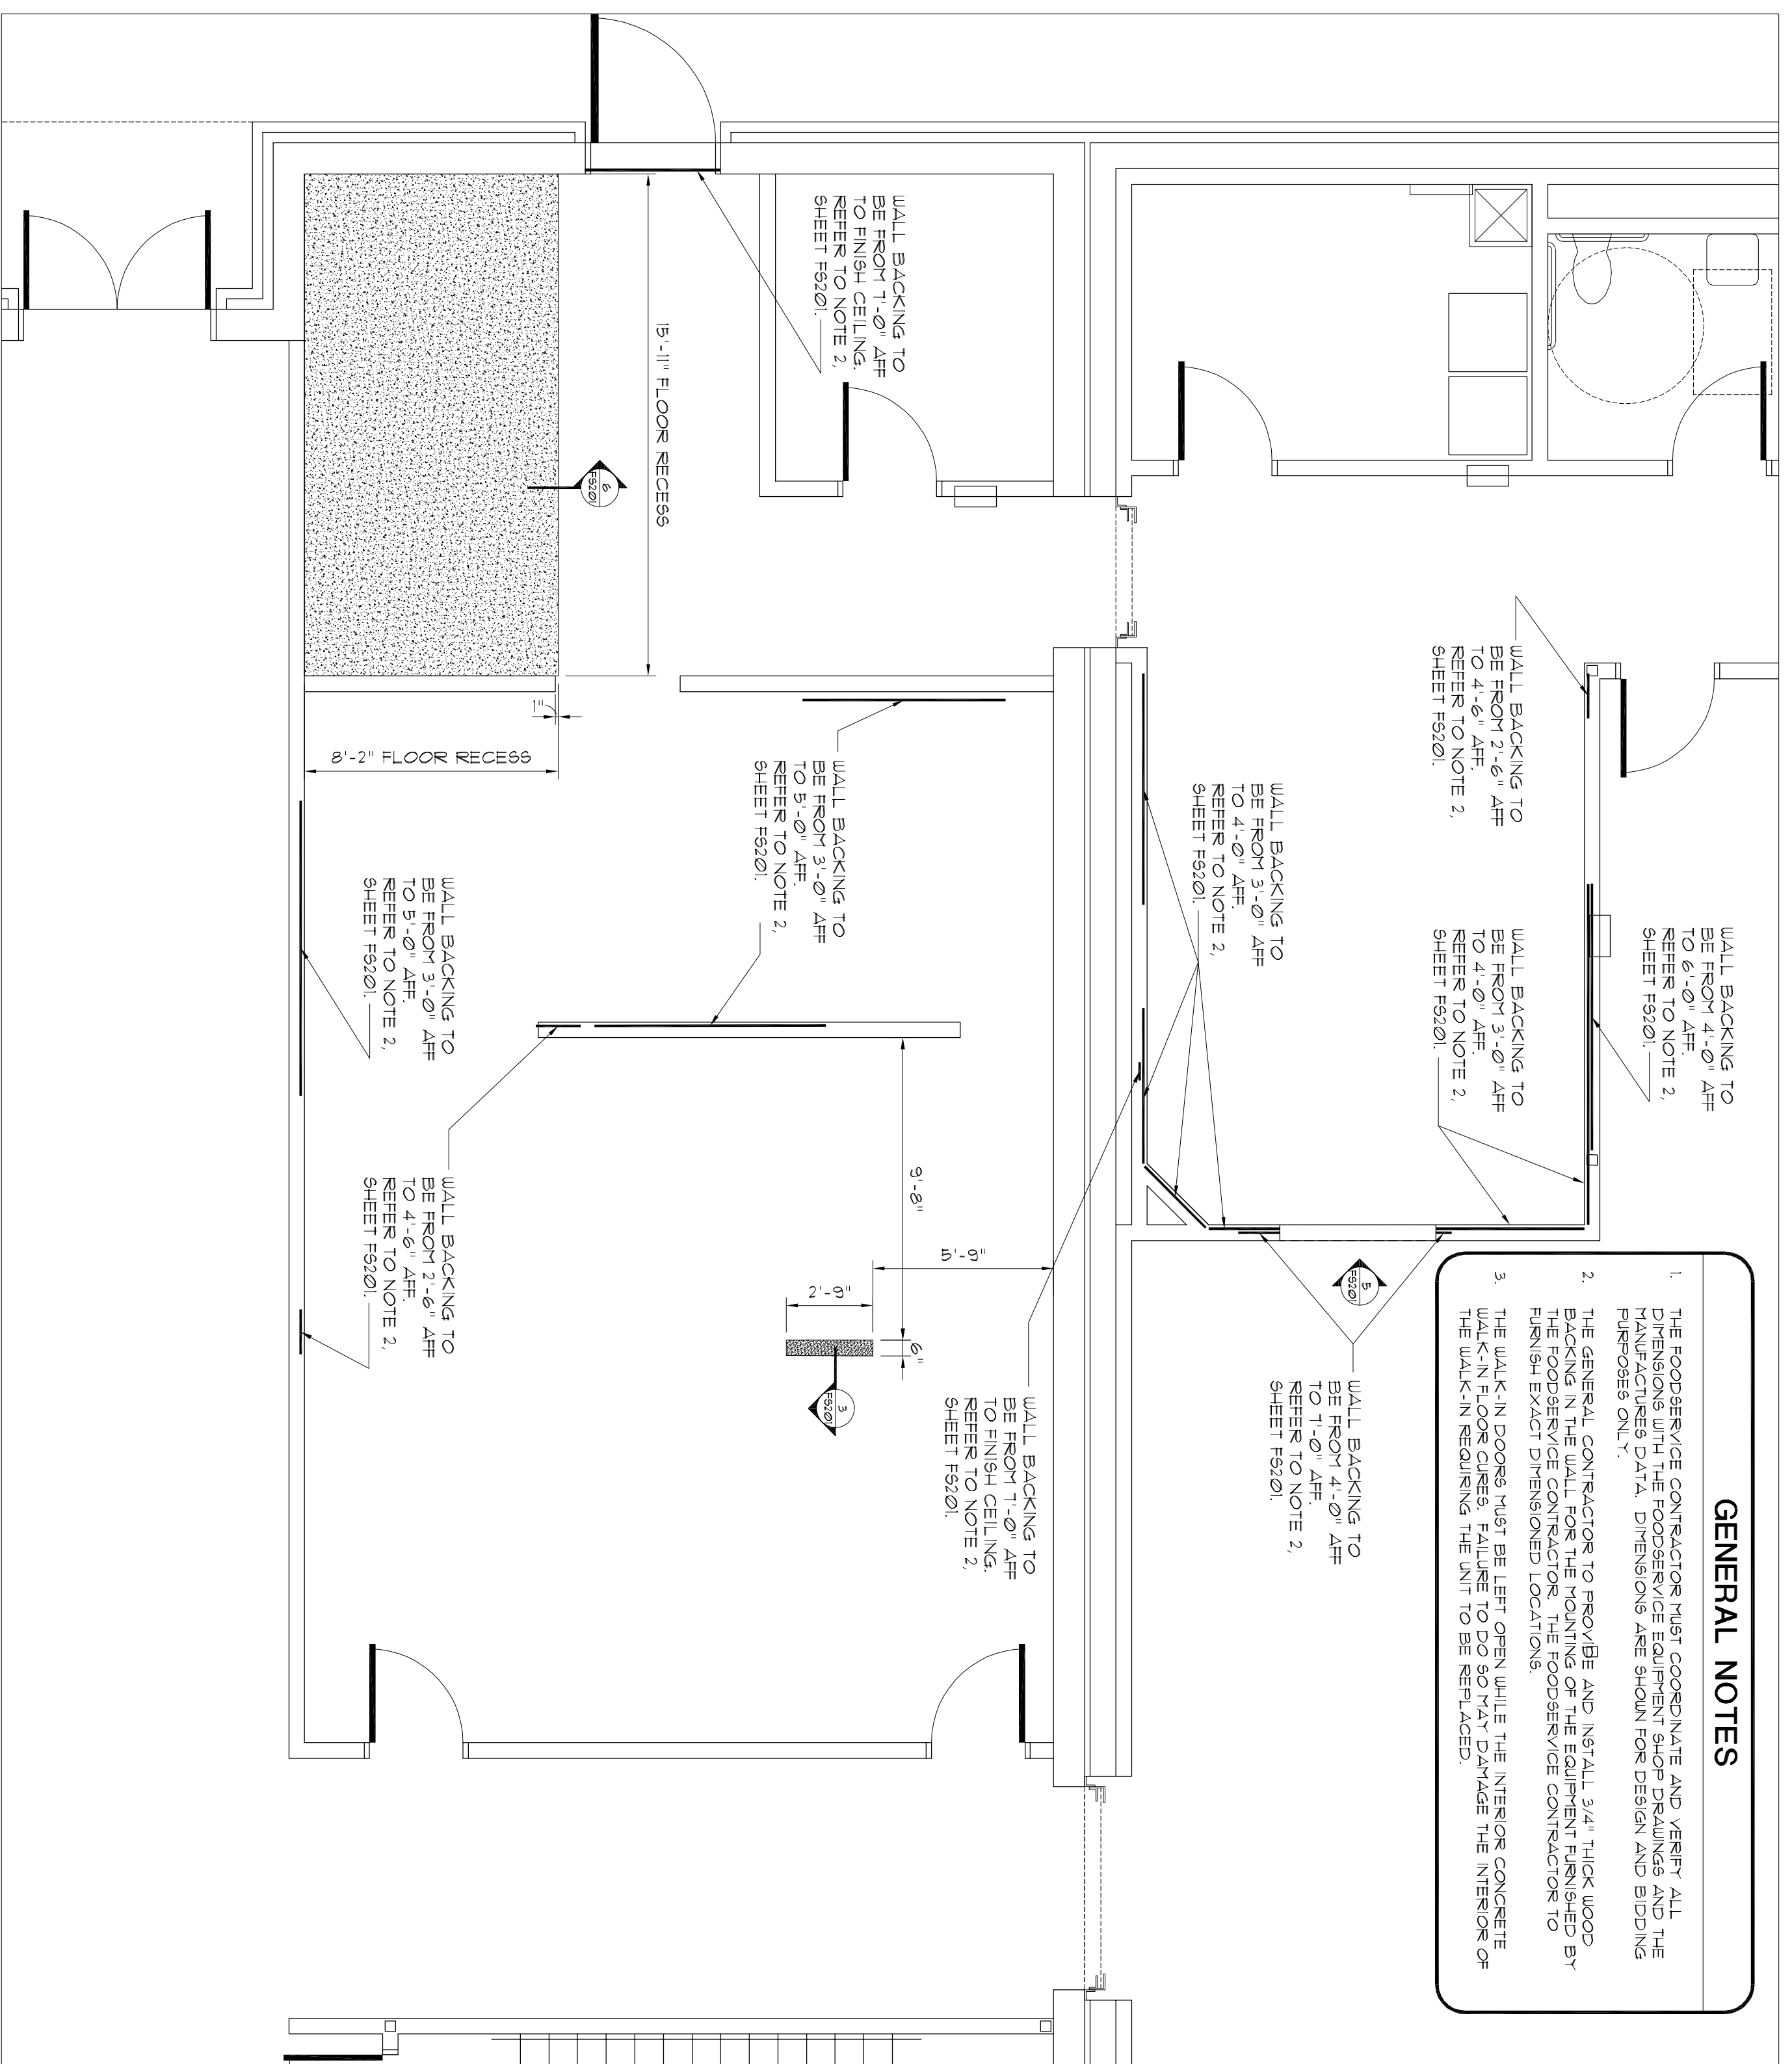 GENERAL NOTES
1. THE FOODSERVICE CONTRACTOR MUST COORDINATE AND VERIFY ALL
DIMENSIONS WITH THE FOODSERVICE EQUIPMENT SHOP DRAWINGS AND THE
MANUFACTURES DATA. DIMENSIONS ARE SHOWN FOR DESIGN AND BIDDING
PURPOSES ONLY.
2. THE GENERAL CONTRACTOR TO PROVIDE AND INSTALL 3/4" THICK WOOD
BACKING IN THE WALL FOR THE MOUNTING OF THE EQUIPMENT FURNISHED BY
THE FOODSERVICE CONTRACTOR. THE FOODSERVICE CONTRACTOR TO
FURNISH EXACT DIMENSIONED LOCATIONS.
3. THE WALK-IN DOORS MUST BE LEFT OPEN WHILE THE INTERIOR CONCRETE
WALK-IN FLOOR CURES. FAILURE TO DO SO MAY DAMAGE THE INTERIOR OF
THE WALK-IN REQUIRING THE UNIT TO BE REPLACED.
WALL BACKING TO
BE FROM 4'-0" AFF
TO 6'-0" AFF.
REFER TO NOTE 2,
SHEET FS201.
WALL BACKING TO
BE FROM 2'-6" AFF
TO 4'-6" AFF.
REFER TO NOTE 2,
SHEET FS201.
WALL BACKING TO
BE FROM 3'-0" AFF
TO 4'-0" AFF.
REFER TO NOTE 2,
SHEET FS201.
WALL BACKING TO
BE FROM 4'-0" AFF
TO 7'-0" AFF.
REFER TO NOTE 2,
SHEET FS201.
5
FS201
WALL BACKING TO
BE FROM 3'-0" AFF
TO 4'-0" AFF.
REFER TO NOTE 2,
SHEET FS201.
WALL BACKING TO
BE FROM 7'-0" AFF
TO FINISH CEILING.
REFER TO NOTE 2,
SHEET FS201.
WALL BACKING TO
BE FROM 7'-0" AFF
TO FINISH CEILING.
REFER TO NOTE 2,
SHEET FS201.
WALL BACKING TO
BE FROM 3'-0" AFF
TO 5'-0" AFF.
REFER TO NOTE 2,
SHEET FS201.
9'-8"
6"
5'-9"
2'-9"
3
FS201
15'-11" FLOOR RECESS
6
FS201
1"
8'-2" FLOOR RECESS
WALL BACKING TO
BE FROM 3'-0" AFF
TO 5'-0" AFF.
REFER TO NOTE 2,
SHEET FS201.
WALL BACKING TO
BE FROM 2'-6" AFF
TO 4'-6" AFF.
REFER TO NOTE 2,
SHEET FS201.